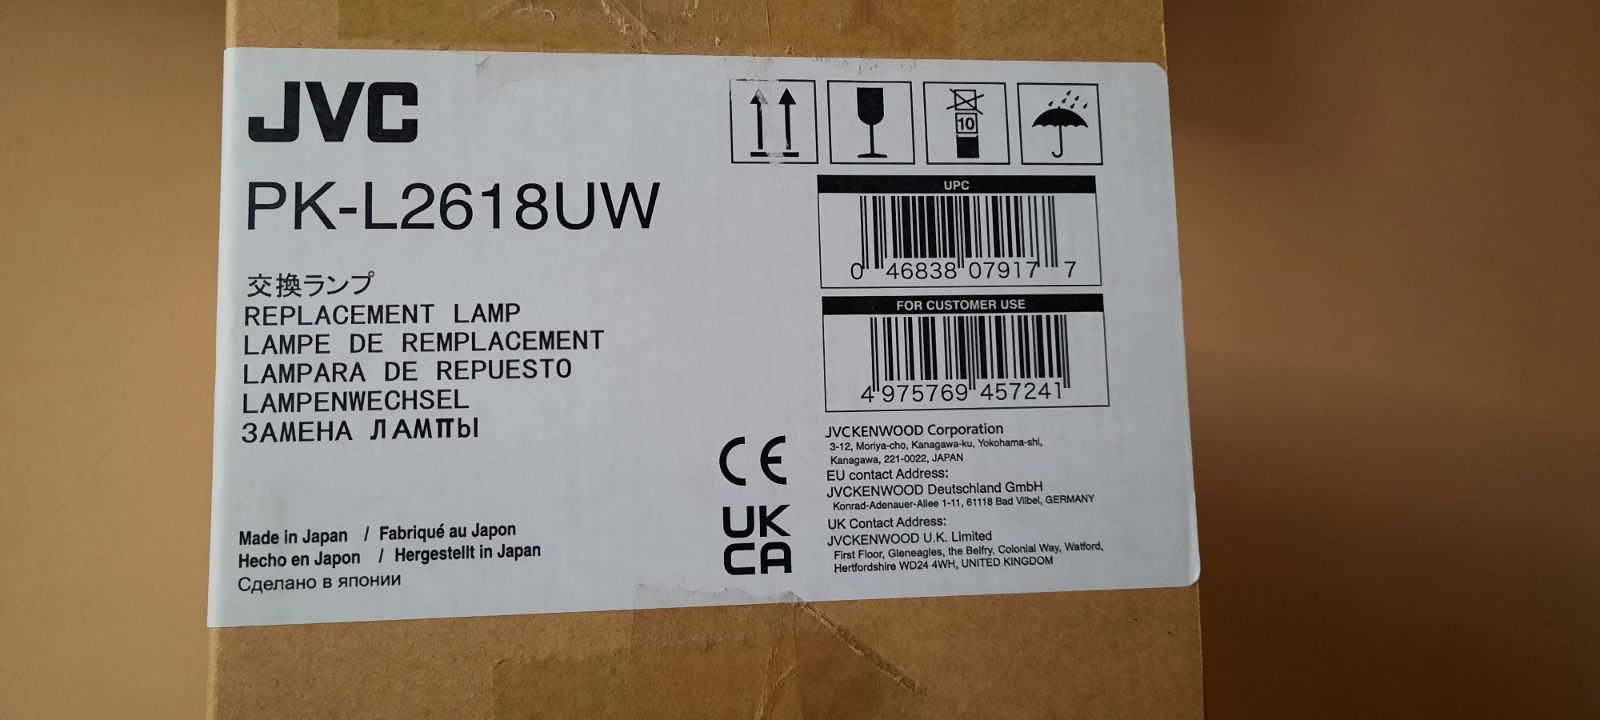 JVC
PK-L2618UW
交換ランプ
REPLACEMENT LAMP
LAMPE DE REMPLACEMENT
LAMPARA DE REPUESTO
LAMPENWECHSEL
ЗАМЕНА ЛАМПЫ
Made in Japan / Fabriqué au Japon
Hecho en Japon / Hergestellt in Japan
Сделано в японии
10
UPC
0 46838 07917 7
FOR CUSTOMER USE
4 975769 457241
CE
UK
CA
JVCKENWOOD Corporation
3-12, Moriya-cho, Kanagawa-ku, Yokohama-shi,
Kanagawa, 221-0022, JAPAN
EU contact Address:
JVCKENWOOD Deutschland GmbH
Konrad-Adenauer-Allee 1-11, 61118 Bad Vilbel, GERMANY
UK Contact Address:
JVCKENWOOD U.K. Limited
First Floor, Gleneagles, the Belfry, Colonial Way, Watford,
Hertfordshire WD24 4WH, UNITED KINGDOM